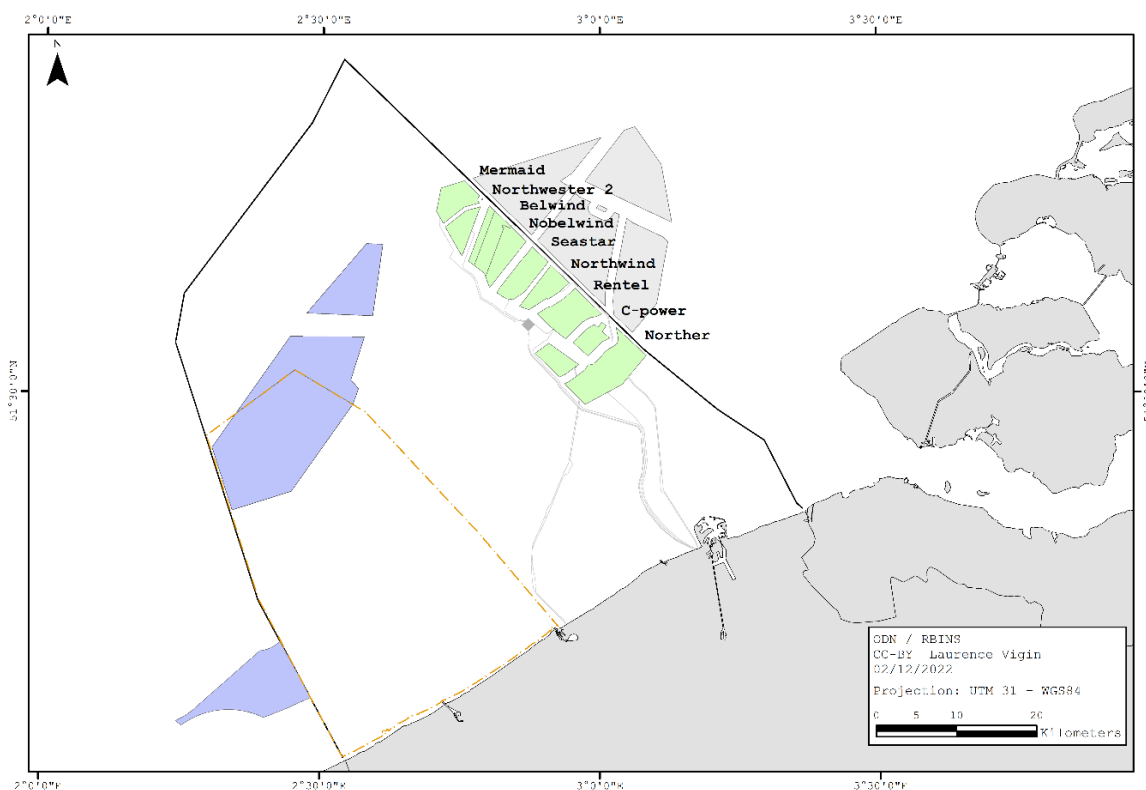 2°0'0"E 2°30'0"E 3°0'0"E 3°30'0"E
N
Mermaid
Northwester 2
Belwind
Nobelwind
Seastar
Northwind
Rentel
C-power
Norther
51°30'0"N
ODN / RBINS
CC-BY Laurence Vigin
02/12/2022
Projection: UTM 31 - WGS84
0 5 10 20
Kilometers
2°0'0"E 2°30'0"E 3°0'0"E 3°30'0"E